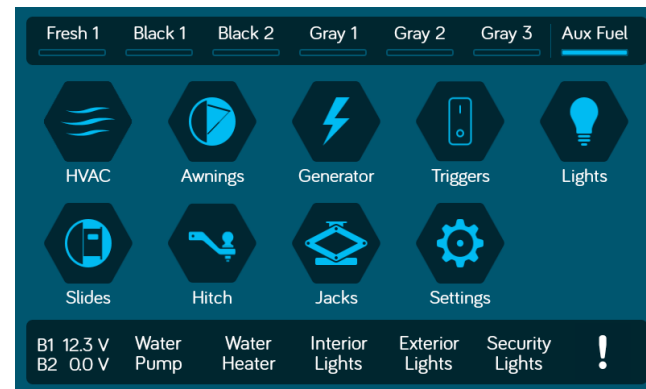 Fresh 1 Black 1 Black 2 Gray 1 Gray 2 Gray 3 Aux Fuel
HVAC Awnings Generator Triggers Lights
Slides Hitch Jacks Settings
B1 12.3 V Water Water Interior Exterior Security !
B2 0.0 V Pump Heater Lights Lights Lights